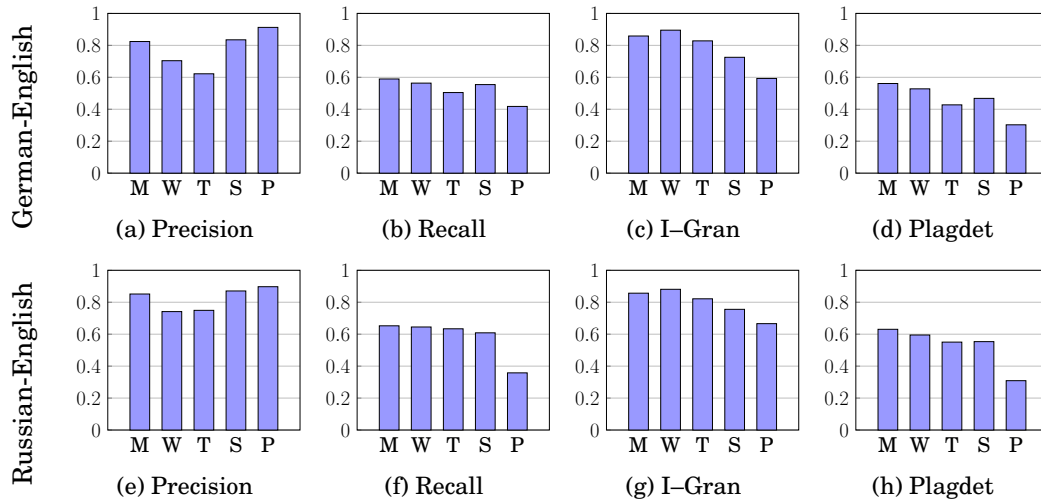 German-English
1
0.8
0.6
0.4
0.2
0
M W T S P
(a) Precision
1
0.8
0.6
0.4
0.2
0
M W T S P
(b) Recall
1
0.8
0.6
0.4
0.2
0
M W T S P
(c) I–Gran
1
0.8
0.6
0.4
0.2
0
M W T S P
(d) Plagdet
Russian-English
1
0.8
0.6
0.4
0.2
0
M W T S P
(e) Precision
1
0.8
0.6
0.4
0.2
0
M W T S P
(f) Recall
1
0.8
0.6
0.4
0.2
0
M W T S P
(g) I–Gran
1
0.8
0.6
0.4
0.2
0
M W T S P
(h) Plagdet